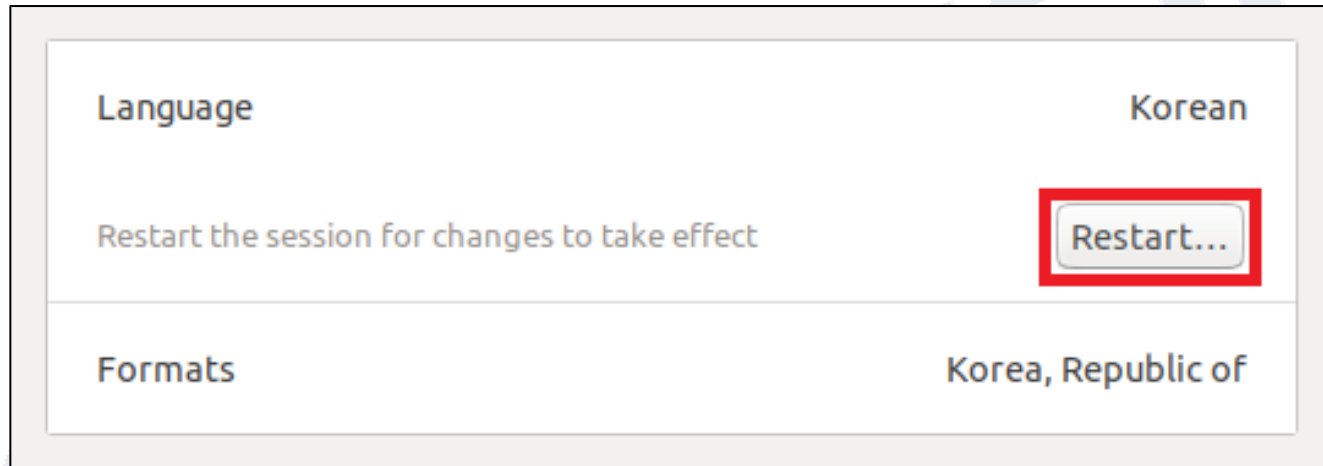 Language Korean
Restart the session for changes to take effect Restart...
Formats Korea, Republic of